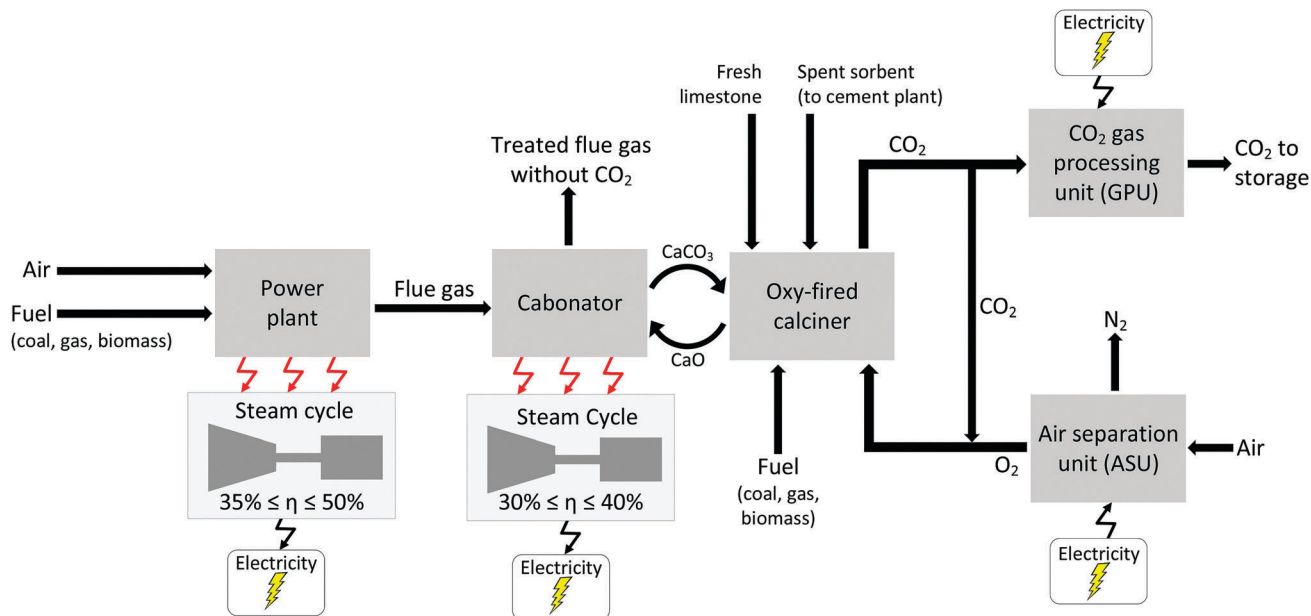 Electricity
Fresh
limestone
Spent sorbent
(to cement plant)
Treated flue gas
without CO₂
CO₂
CO₂ gas
processing
unit (GPU)
CO₂ to
storage
Air
Fuel
(coal, gas, biomass)
Power
plant
Flue gas
Cabonator
CaCO₃
CaO
Oxy-fired
calciner
CO₂
N₂
Steam cycle
35% ≤ η ≤ 50%
Electricity
Steam Cycle
30% ≤ η ≤ 40%
Electricity
Fuel
(coal, gas,
biomass)
O₂
Air separation
unit (ASU)
Air
Electricity